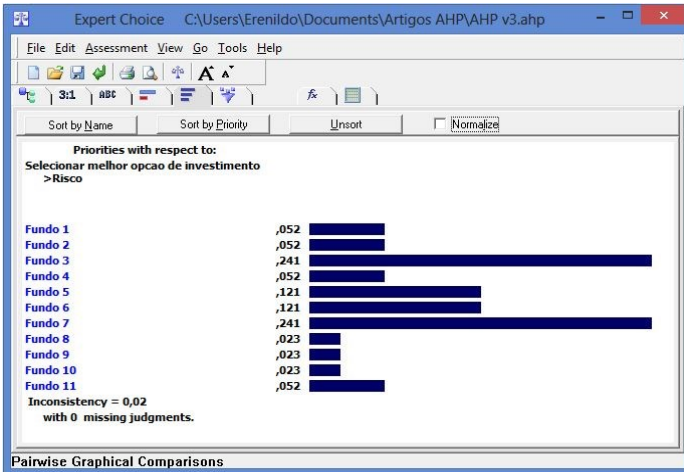 Expert Choice C:\Users\Erenildo\Documents\Artigos AHP\AHP v3.ahp
File Edit Assessment View Go Tools Help
A A
3:1 ABC fx
Sort by Name Sort by Priority Unsort Normalize
Priorities with respect to:
Selecionar melhor opcao de investimento
>Risco
Fundo 1 ,052
Fundo 2 ,052
Fundo 3 ,241
Fundo 4 ,052
Fundo 5 ,121
Fundo 6 ,121
Fundo 7 ,241
Fundo 8 ,023
Fundo 9 ,023
Fundo 10 ,023
Fundo 11 ,052
Inconsistency = 0,02
with 0 missing judgments.
Pairwise Graphical Comparisons